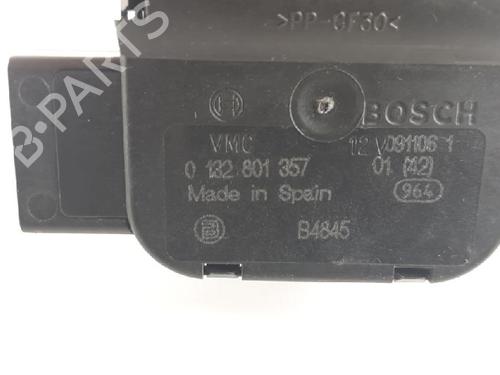 >PP-GF30<
BOSCH
VMC 12 V 091106 1
0 132 801 357 01 (42)
Made in Spain 964
B4845
B-PARTS